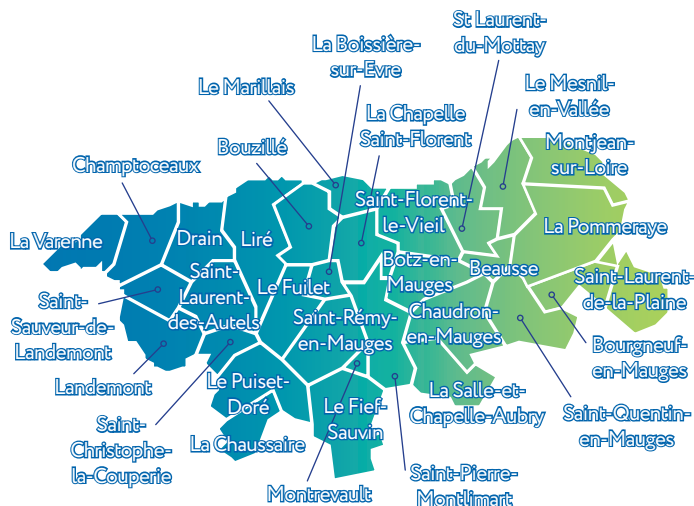 St Laurent-
du-Mottay
La Boissière-
sur-Evre
Le Marillais
Le Mesnil-
en-Vallée
La Chapelle
Saint-Florent
Bouzillé
Montjean-
sur-Loire
Champtoceaux
Saint-Florent-
le-Vieil
La Pommeraye
La Varenne
Drain
Liré
Botz-en-
Mauges
Beausse
Saint-
Laurent-
des-Autels
Le Fuilet
Saint-Laurent-
de-la-Plaine
Saint-
Sauveur-de-
Landemont
Saint-Rémy-
en-Mauges
Chaudron-
en-Mauges
Bourgneuf-
en-Mauges
Landemont
Le Puiset-
Doré
La Salle-et-
Chapelle-Aubry
Le Fief-
Sauvin
Saint-Quentin-
en-Mauges
Saint-
Christophe-
la-Couperie
La Chaussaire
Saint-Pierre-
Montlimart
Montrevault